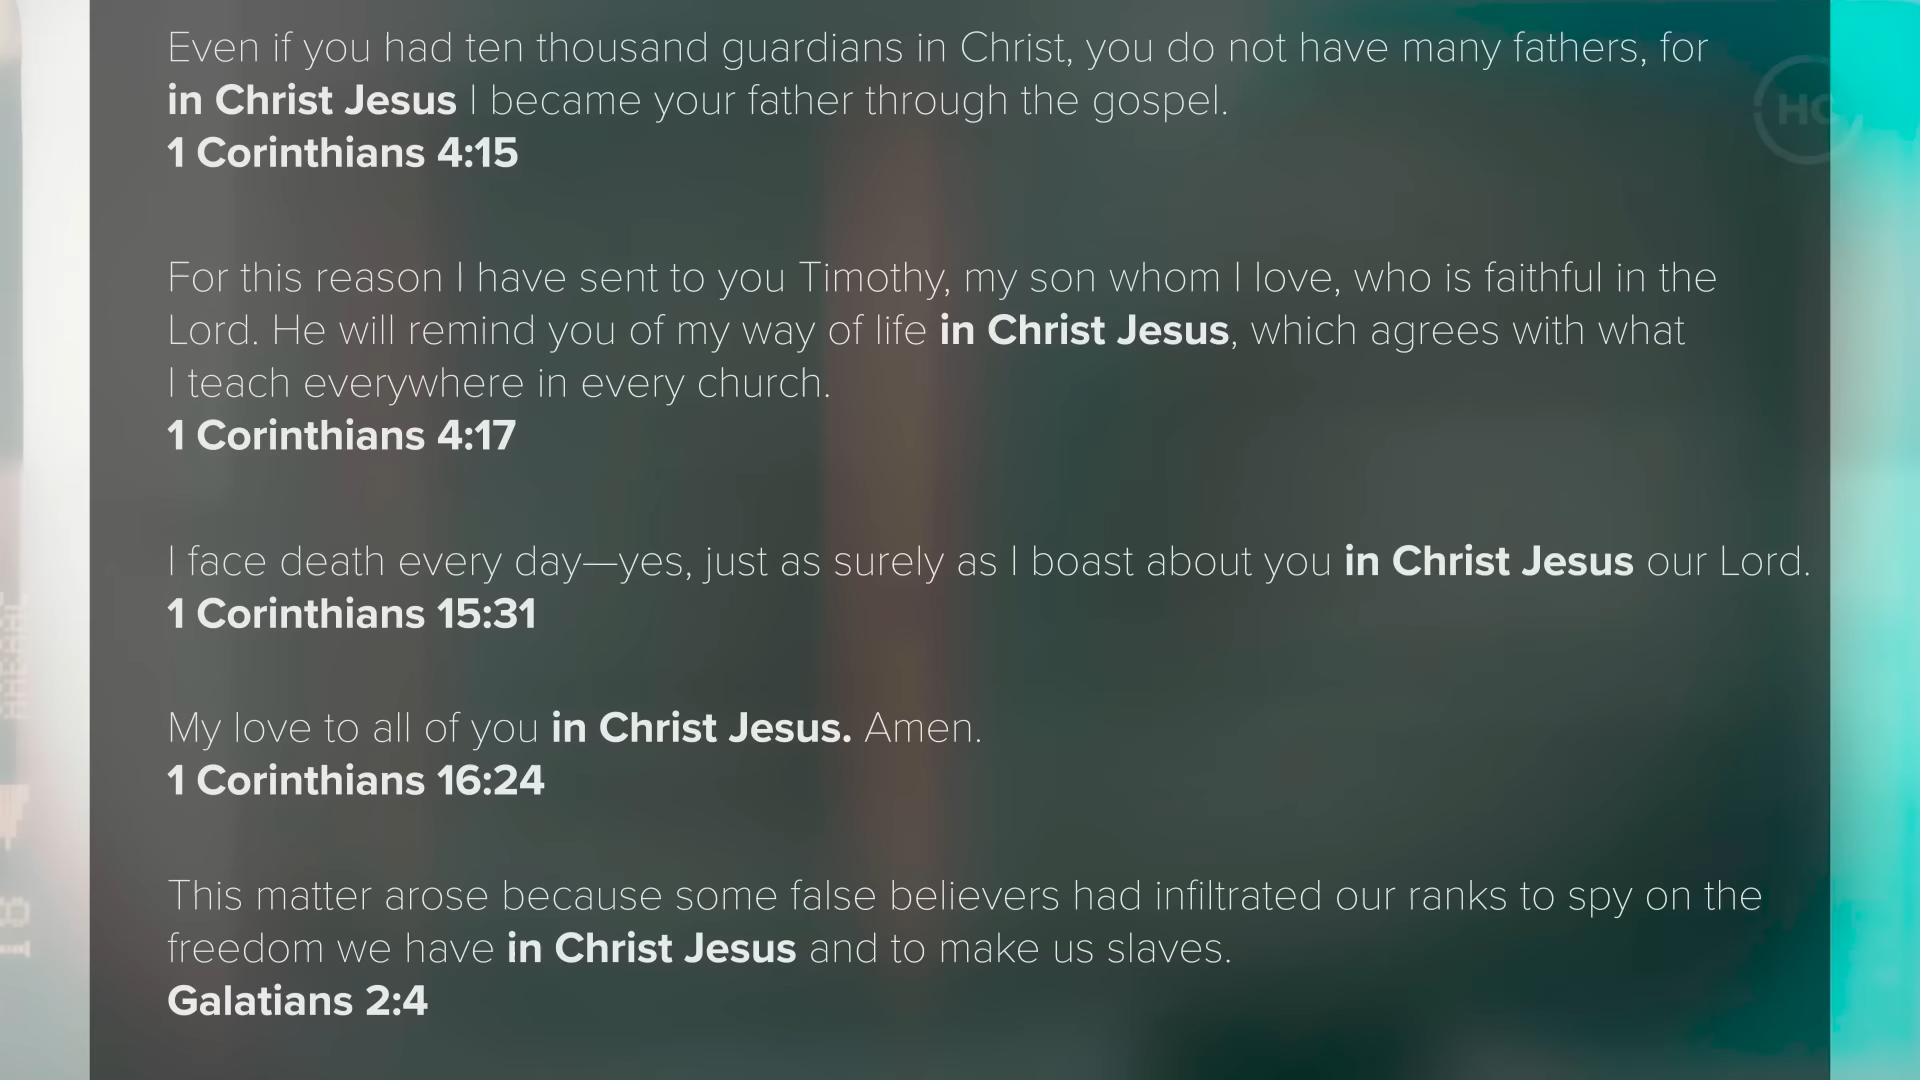 Even if you had ten thousand guardians in Christ, you do not have many fathers, for
in Christ Jesus I became your father through the gospel.
1 Corinthians 4:15
HC
For this reason I have sent to you Timothy, my son whom I love, who is faithful in the
Lord. He will remind you of my way of life in Christ Jesus, which agrees with what
I teach everywhere in every church.
1 Corinthians 4:17
I face death every day—yes, just as surely as I boast about you in Christ Jesus our Lord.
1 Corinthians 15:31
My love to all of you in Christ Jesus. Amen.
1 Corinthians 16:24
This matter arose because some false believers had infiltrated our ranks to spy on the
freedom we have in Christ Jesus and to make us slaves.
Galatians 2:4